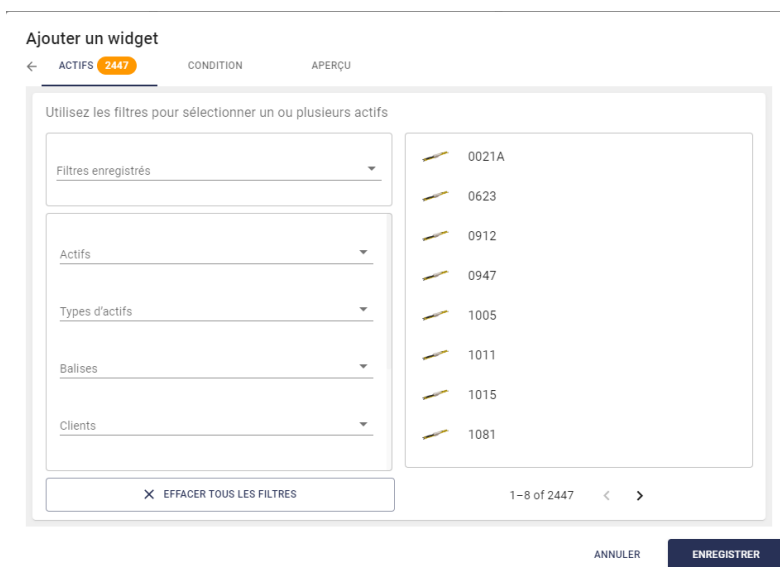 Ajouter un widget
ACTIFS 2447 CONDITION APERÇU
Utilisez les filtres pour sélectionner un ou plusieurs actifs
Filtres enregistrés
Actifs
Types d'actifs
Balises
Clients
EFFACER TOUS LES FILTRES
0021A
0623
0912
0947
1005
1011
1015
1081
1–8 of 2447
ANNULER ENREGISTRER